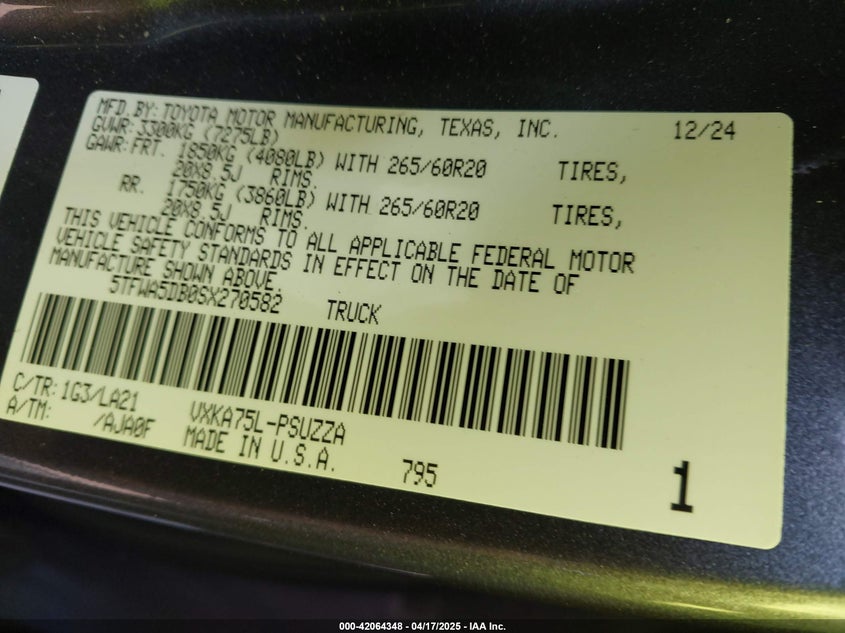 MFD.BY: TOYOTA MOTOR MANUFACTURING, TEXAS, INC. 12/24
GVWR: 3300KG (7275LB)
GAWR: FRT. 1850KG (4080LB) WITH 265/60R20 TIRES,
20X8.5J RIMS.
RR. 1750KG (3860LB) WITH 265/60R20 TIRES,
20X8.5J RIMS.
THIS VEHICLE CONFORMS TO ALL APPLICABLE FEDERAL MOTOR
VEHICLE SAFETY STANDARDS IN EFFECT ON THE DATE OF
MANUFACTURE SHOWN ABOVE.
5TFWA5DB0SX270582 TRUCK
C/TR: 1G3/LA21 VXKA75L-PSUZZA
A/TM: /AJA0F MADE IN U.S.A. 795
1
000-42064348 - 04/17/2025 - IAA Inc.